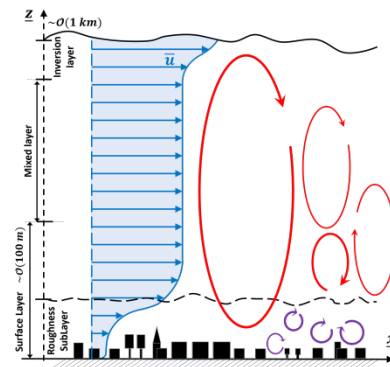 Z
~𝒪(1 km)
Inversion
layer
u̅
Mixed layer
~𝒪(100 m)
Surface Layer
Roughness
SubLayer